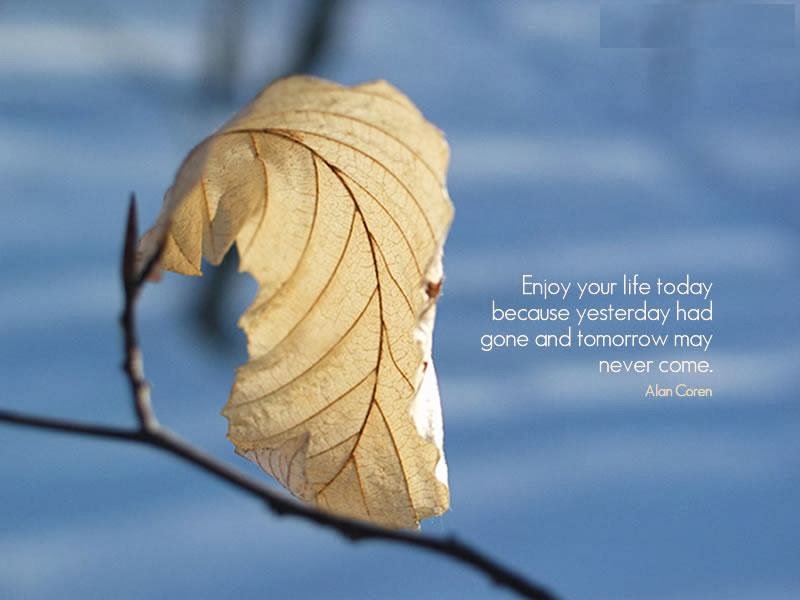 Enjoy your life today
because yesterday had
gone and tomorrow may
never come.
Alan Coren